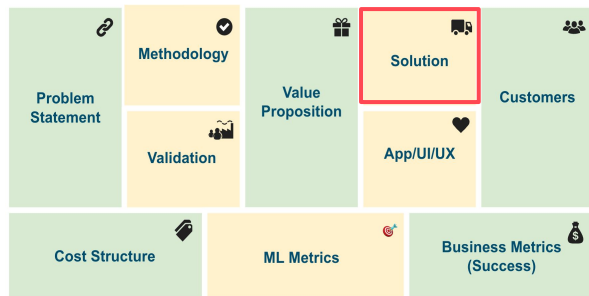 Problem
Statement
Methodology
Validation
Value
Proposition
Solution
App/UI/UX
Customers
Cost Structure
ML Metrics
Business Metrics
(Success)
$